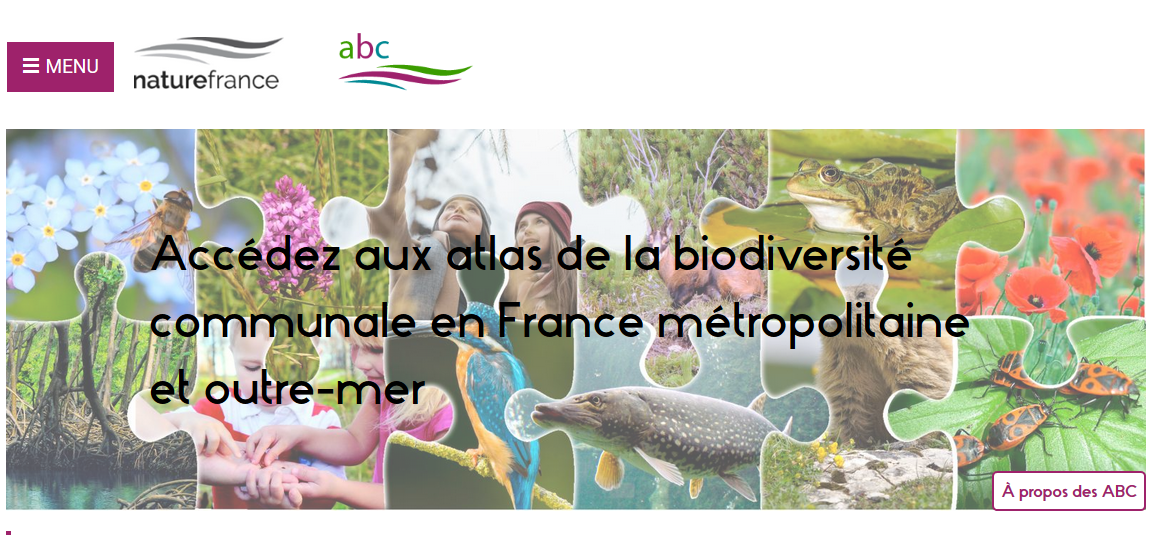 MENU
naturefrance
abc
Accédez aux atlas de la biodiversité
communale en France métropolitaine
et outre-mer
À propos des ABC